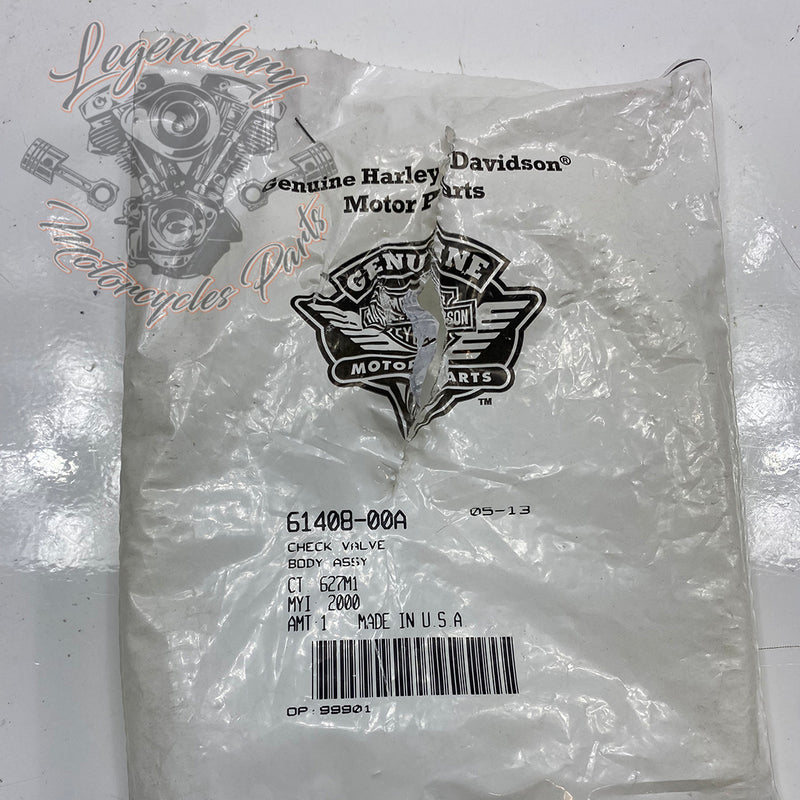 Legendary
Motorcycles Parts
Genuine Harley-Davidson®
Motor Parts
GENUINE
MOTOR PARTS
TM
61408-00A 05-13
CHECK VALVE
BODY ASSY
CT 627M1
MYI 2000
AMT 1 MADE IN U.S.A
OP: 99901